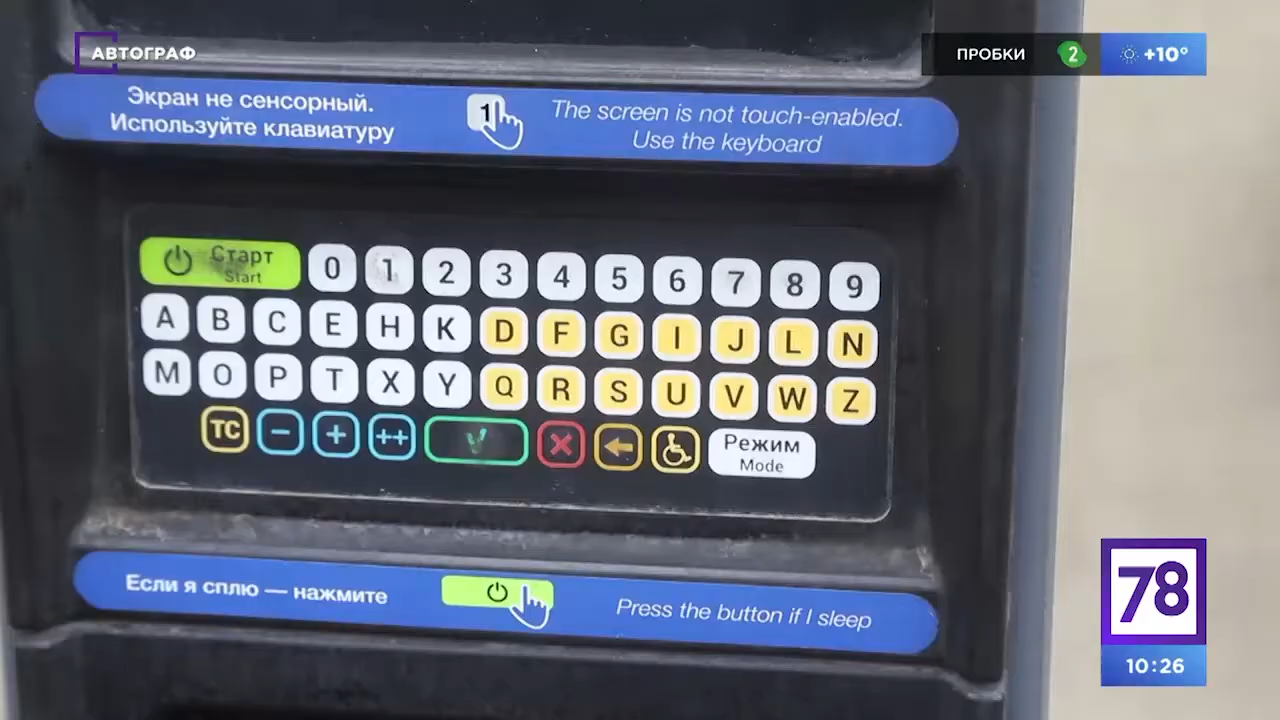 АВТОГРАФ
ПРОБКИ 2 +10°
Экран не сенсорный.
Используйте клавиатуру
1
The screen is not touch-enabled.
Use the keyboard
Старт
Start
0 1 2 3 4 5 6 7 8 9
A B C E H K D F G I J L N
M O P T X Y Q R S U V W Z
TC − + ++
Режим
Mode
Если я сплю — нажмите
Press the button if I sleep
78
10:26